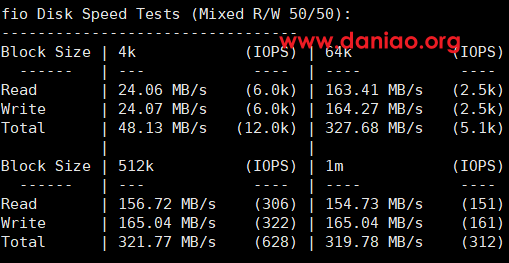 fio Disk Speed Tests (Mixed R/W 50/50):
---------------------------------
www.daniao.org
Block Size | 4k            (IOPS) | 64k           (IOPS)
  ------   | ---            ----  | ----           ----
Read       | 24.06 MB/s    (6.0k) | 163.41 MB/s   (2.5k)
Write      | 24.07 MB/s    (6.0k) | 164.27 MB/s   (2.5k)
Total      | 48.13 MB/s   (12.0k) | 327.68 MB/s   (5.1k)
           |                      |
Block Size | 512k          (IOPS) | 1m            (IOPS)
  ------   | ---            ----  | ----           ----
Read       | 156.72 MB/s    (306) | 154.73 MB/s    (151)
Write      | 165.04 MB/s    (322) | 165.04 MB/s    (161)
Total      | 321.77 MB/s    (628) | 319.78 MB/s    (312)